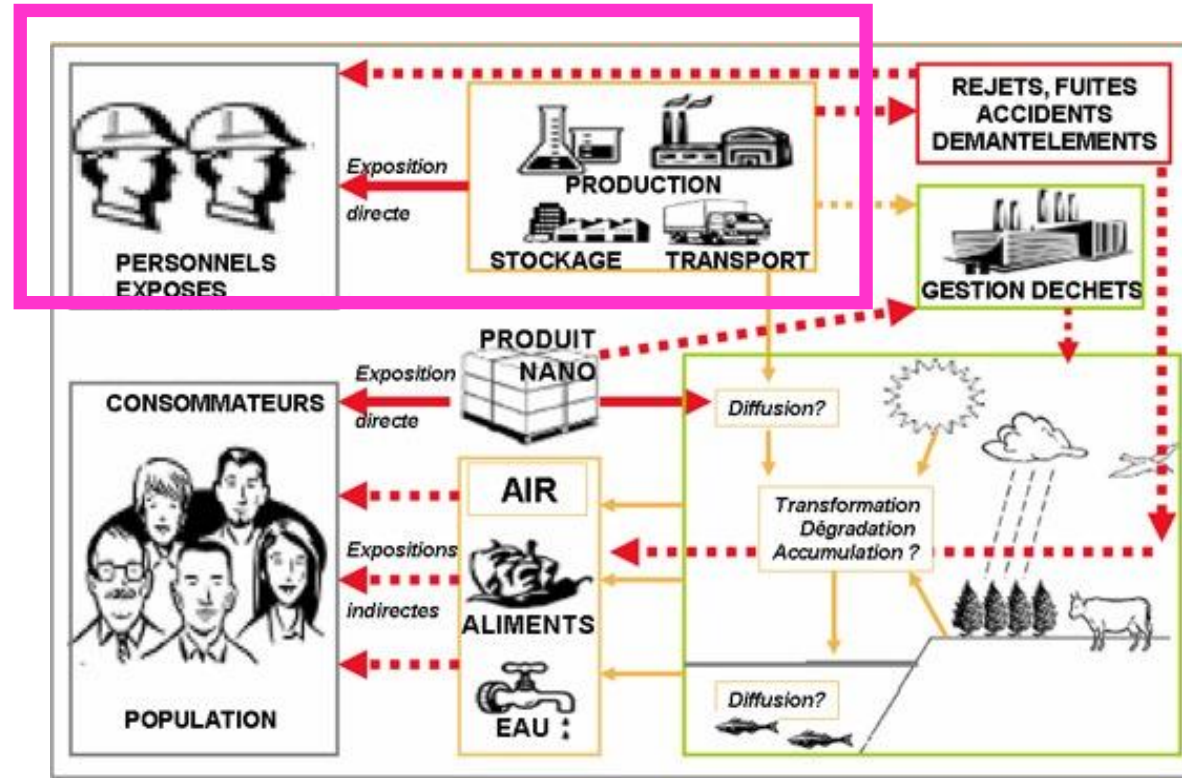 REJETS, FUITES
ACCIDENTS
DEMANTELEMENTS
Exposition
directe
PRODUCTION
STOCKAGE
TRANSPORT
PERSONNELS
EXPOSES
GESTION DECHETS
PRODUIT
NANO
Exposition
directe
CONSOMMATEURS
Diffusion?
AIR
Transformation
Dégradation
Accumulation ?
Expositions
indirectes
ALIMENTS
EAU
Diffusion?
POPULATION